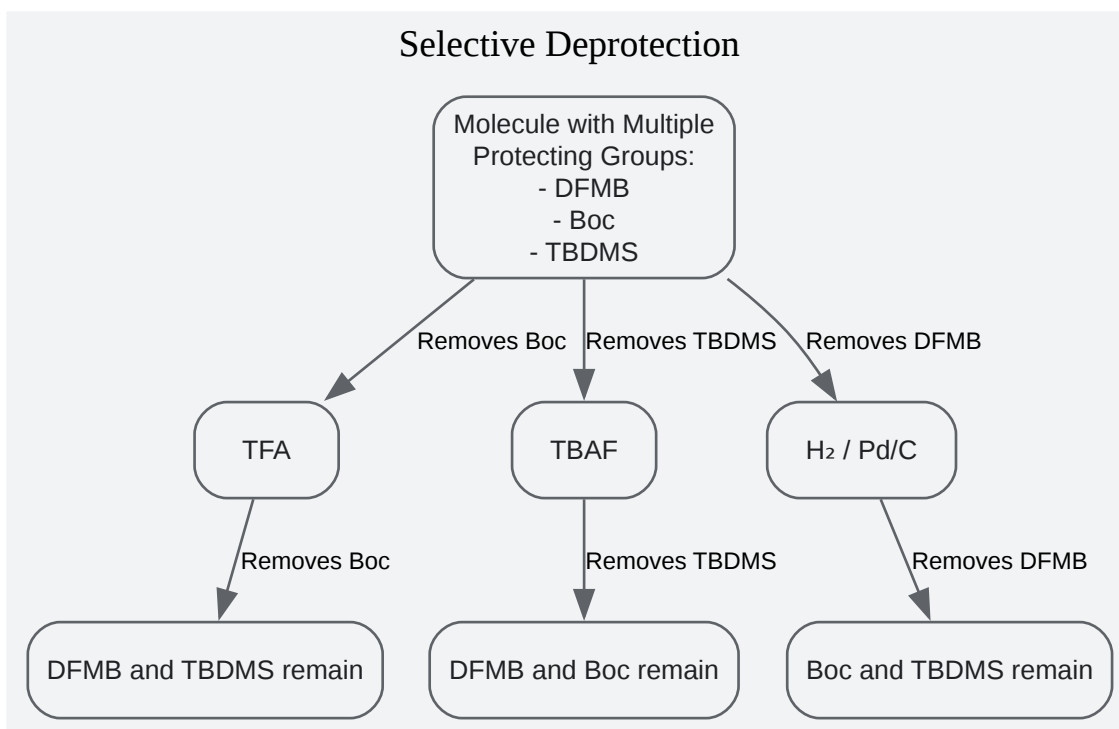 Selective Deprotection
Molecule with Multiple
Protecting Groups:
- DFMB
- Boc
- TBDMS
Removes Boc
Removes TBDMS
Removes DFMB
TFA
TBAF
H₂ / Pd/C
Removes Boc
Removes TBDMS
Removes DFMB
DFMB and TBDMS remain
DFMB and Boc remain
Boc and TBDMS remain